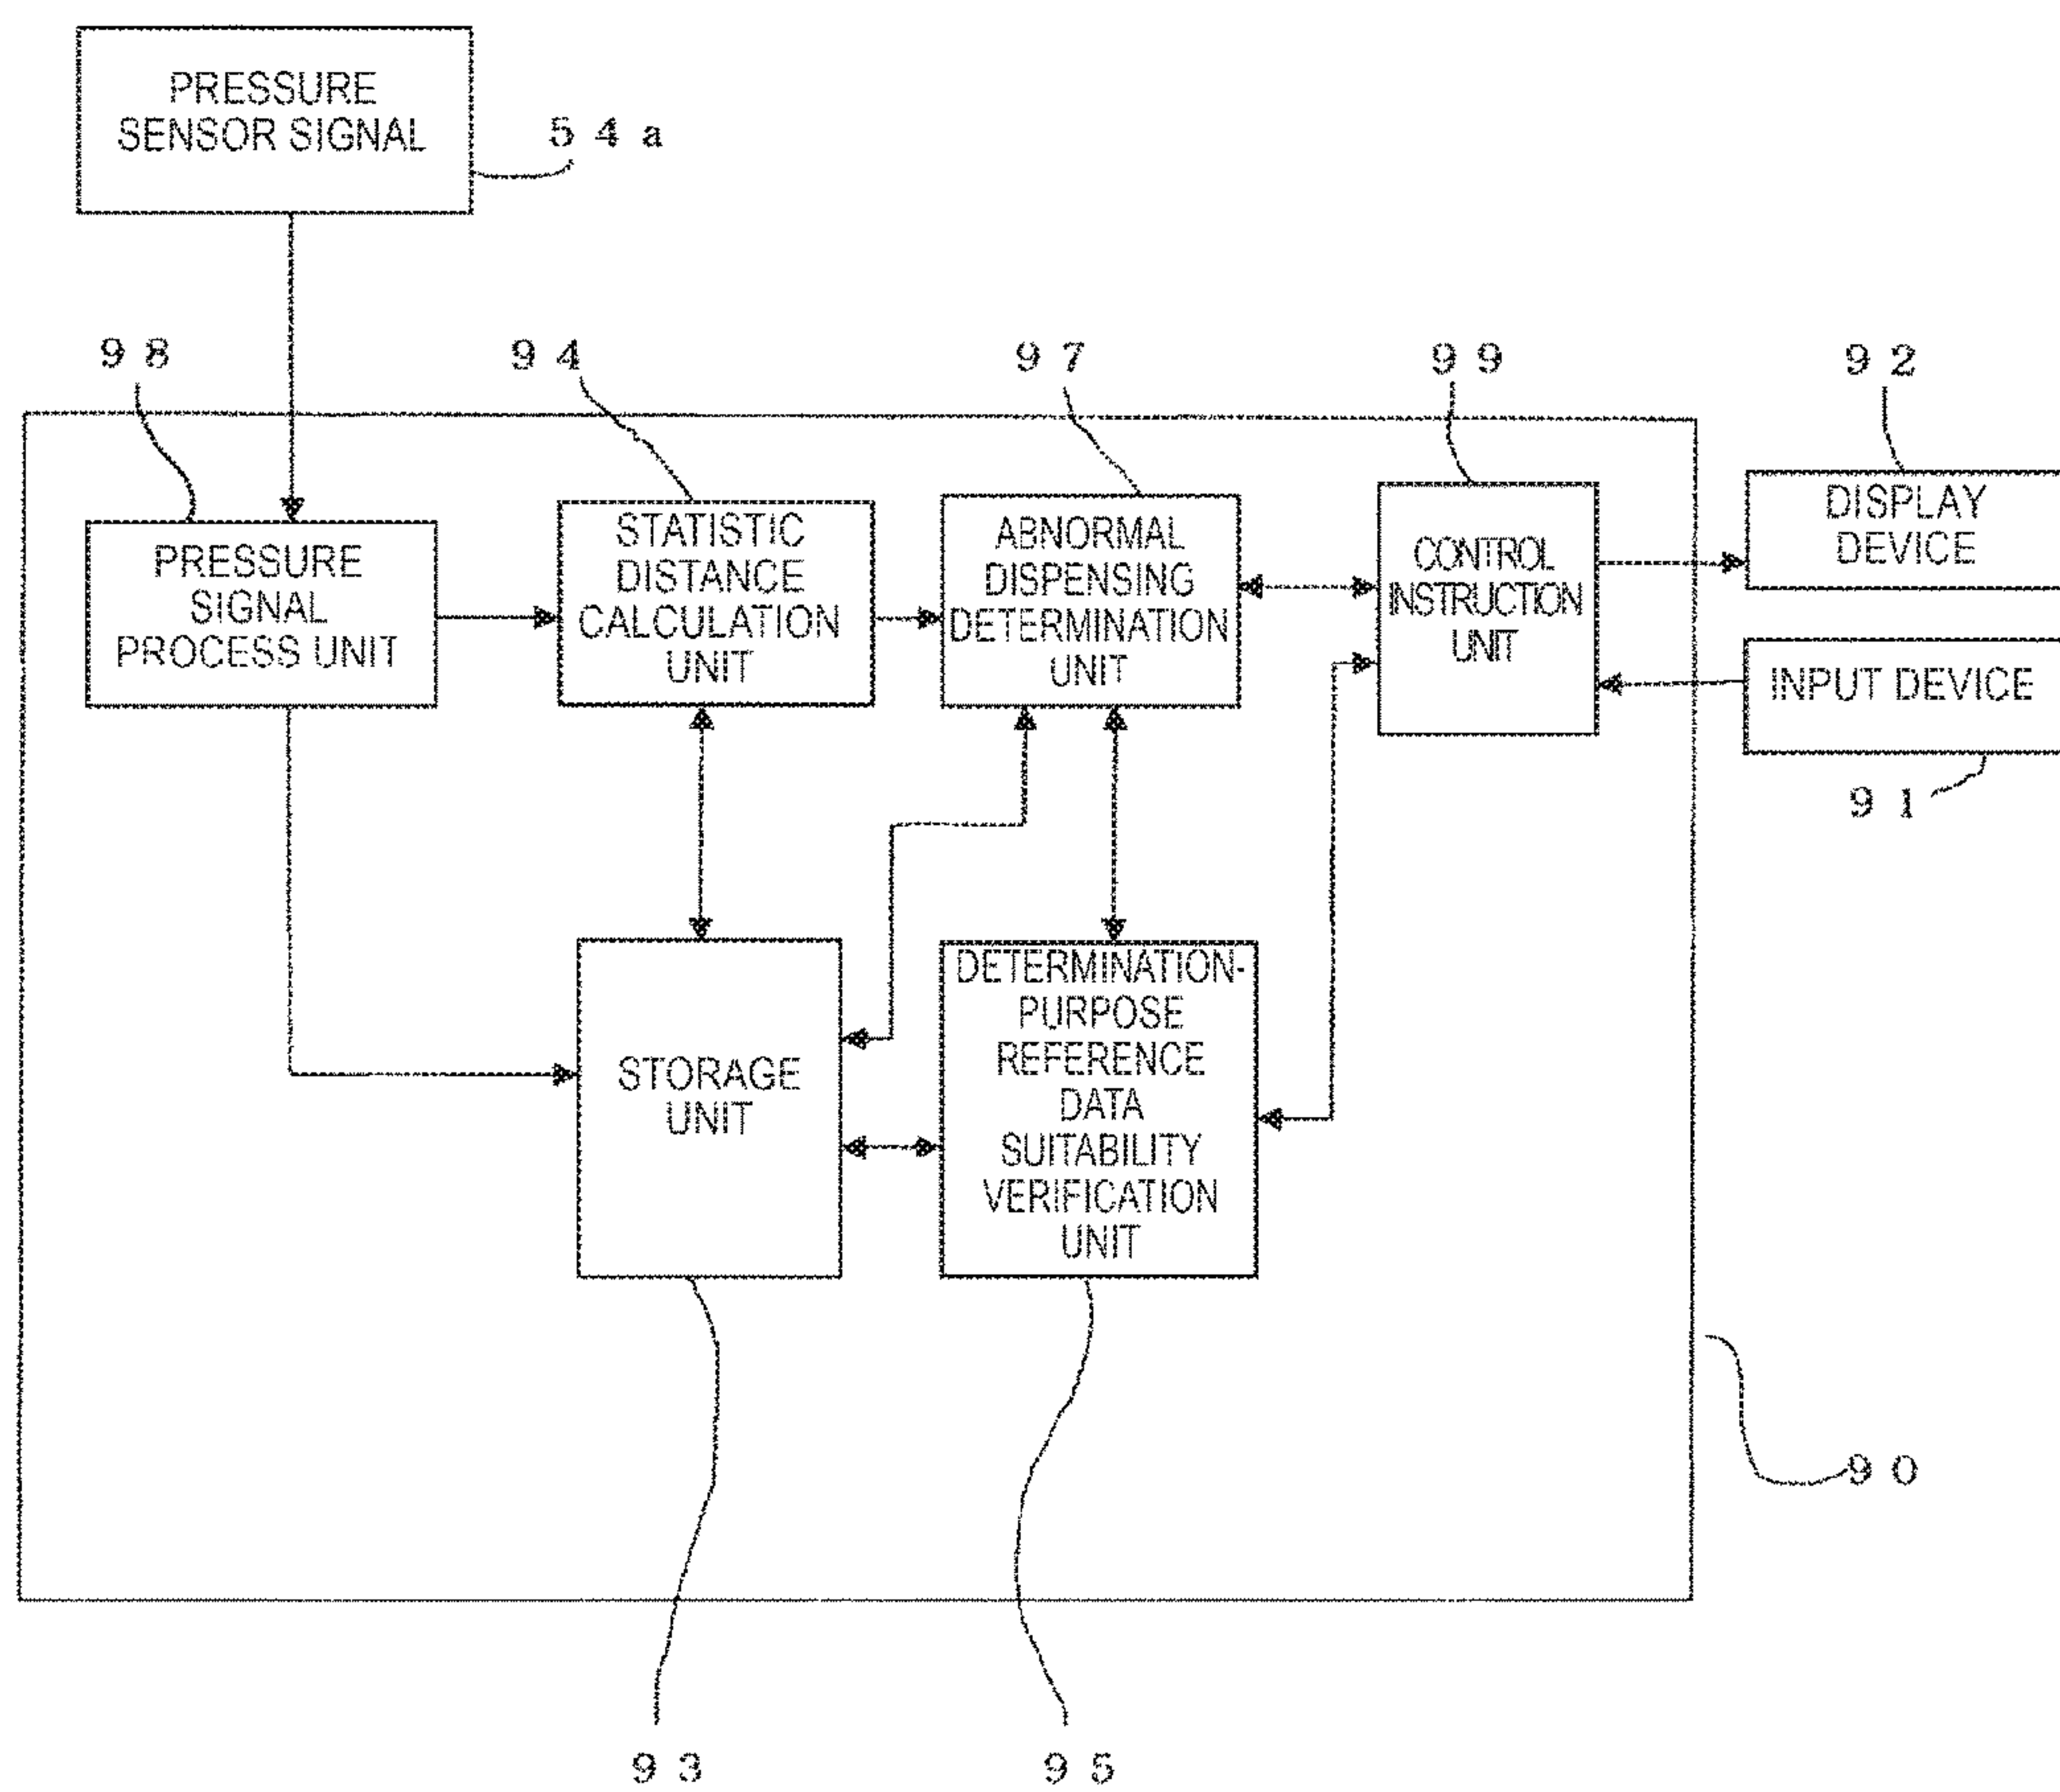 PRESSURE
SENSOR SIGNAL
54a
98
94
97
99
92
PRESSURE
SIGNAL
PROCESS UNIT
STATISTIC
DISTANCE
CALCULATION
UNIT
ABNORMAL
DISPENSING
DETERMINATION
UNIT
CONTROL
INSTRUCTION
UNIT
DISPLAY
DEVICE
INPUT DEVICE
91
STORAGE
UNIT
DETERMINATION-
PURPOSE
REFERENCE
DATA
SUITABILITY
VERIFICATION
UNIT
90
93
95